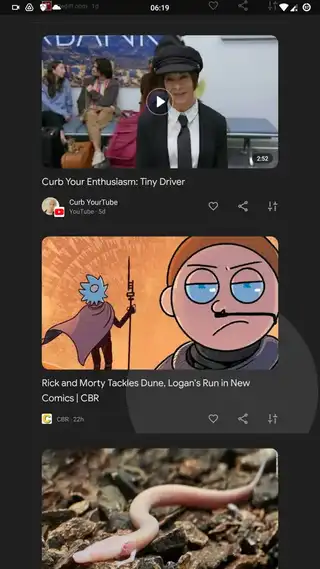 06:19
BANK
2:52
Curb Your Enthusiasm: Tiny Driver
Curb YourTube
YouTube · 5d
Rick and Morty Tackles Dune, Logan's Run in New
Comics | CBR
CBR · 22h